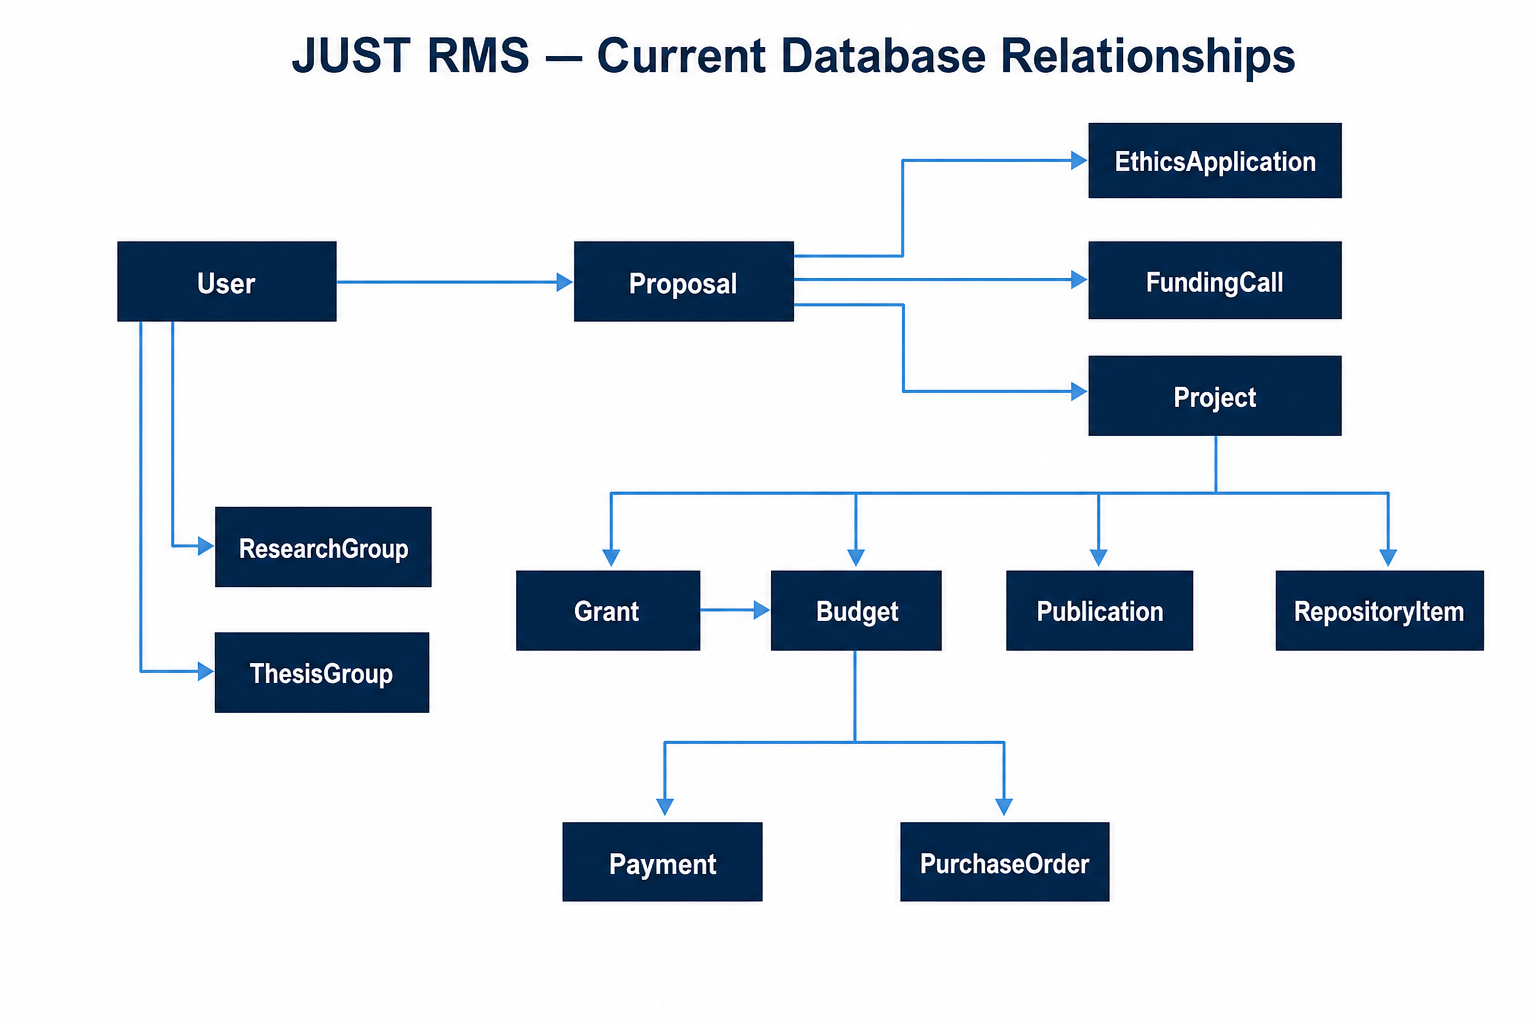 JUST RMS — Current Database Relationships
EthicsApplication
User
Proposal
FundingCall
Project
ResearchGroup
ThesisGroup
Grant
Budget
Publication
RepositoryItem
Payment
PurchaseOrder